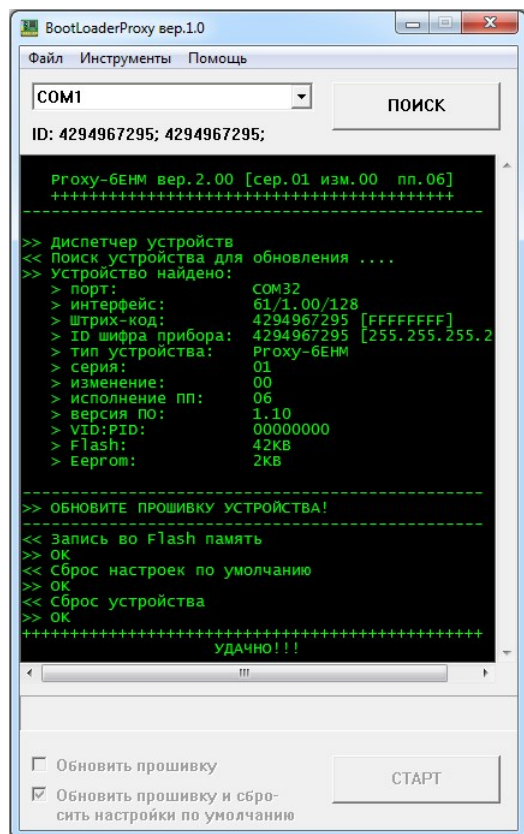 BootLoaderProxy вер.1.0
Файл Инструменты Помощь
COM1
ПОИСК
ID: 4294967295; 4294967295;
Proxy-6EHM вер.2.00 [сер.01 изм.00 пп.06]
+++++++++++++++++++++++++++++++++++++++++
-----------------------------------------------
>> Диспетчер устройств
<< Поиск устройства для обновления ....
>> Устройство найдено:
> порт: COM32
> интерфейс: 61/1.00/128
> Штрих-код: 4294967295 [FFFFFFFF]
> ID шифра прибора: 4294967295 [255.255.255.2
> тип устройства: Proxy-6EHM
> серия: 01
> изменение: 00
> исполнение ПП: 06
> версия ПО: 1.10
> VID:PID: 00000000
> Flash: 42KB
> Eeprom: 2KB
-----------------------------------------------
>> ОБНОВИТЕ ПРОШИВКУ УСТРОЙСТВА!
-----------------------------------------------
<< Запись во Flash память
>> OK
<< Сброс настроек по умолчанию
>> OK
<< Сброс устройства
>> OK
+++++++++++++++++++++++++++++++++++++++++++++++
УДАЧНО!!!
Обновить прошивку
СТАРТ
Обновить прошивку и сбро-
сить настройки по умолчанию